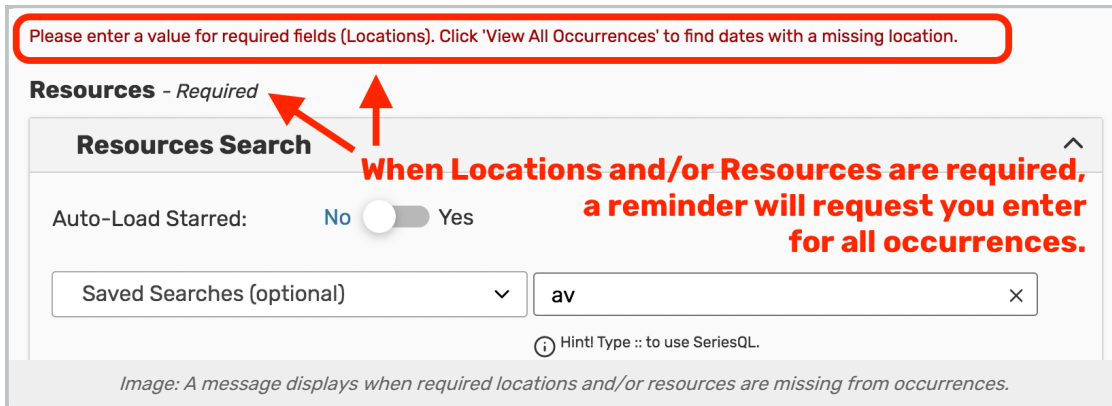 Please enter a value for required fields (Locations). Click 'View All Occurrences' to find dates with a missing location.
Resources - Required
Resources Search
When Locations and/or Resources are required,
a reminder will request you enter
for all occurrences.
Auto-Load Starred: No Yes
Saved Searches (optional) av
Hint! Type :: to use SeriesQL.
Image: A message displays when required locations and/or resources are missing from occurrences.